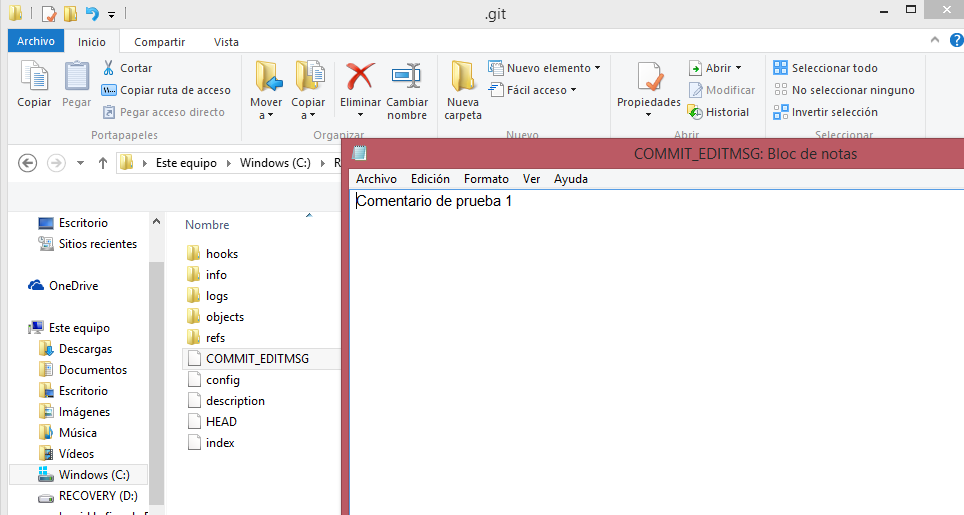 .git
Archivo Inicio Compartir Vista
Copiar
Pegar
Cortar
Copiar ruta de acceso
Pegar acceso directo
Portapapeles
Mover a
Copiar a
Eliminar
Cambiar nombre
Organizar
Nueva carpeta
Nuevo elemento
Fácil acceso
Nuevo
Propiedades
Abrir
Modificar
Historial
Abrir
Seleccionar todo
No seleccionar ninguno
Invertir selección
Seleccionar
Este equipo Windows (C:)
Escritorio
Sitios recientes
OneDrive
Este equipo
Descargas
Documentos
Escritorio
Imágenes
Música
Vídeos
Windows (C:)
RECOVERY (D:)
Nombre
hooks
info
logs
objects
refs
COMMIT_EDITMSG
config
description
HEAD
index
COMMIT_EDITMSG: Bloc de notas
Archivo Edición Formato Ver Ayuda
Comentario de prueba 1